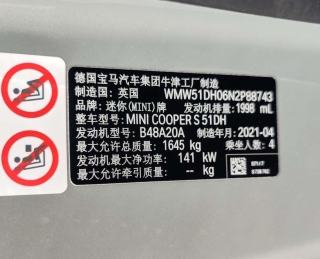 德国宝马汽车集团牛津工厂制造
制造国：英国 WMW51DH06N2P88743
品牌：迷你(MINI)牌 发动机排量：1998 mL
整车型号：MINI COOPER S 51DH
发动机型号：B48A20A 制造年月：2021-04
最大允许总质量：1645 kg 乘坐人数：4
发动机最大净功率：141 kW
最大允许牵引质量：-- kg